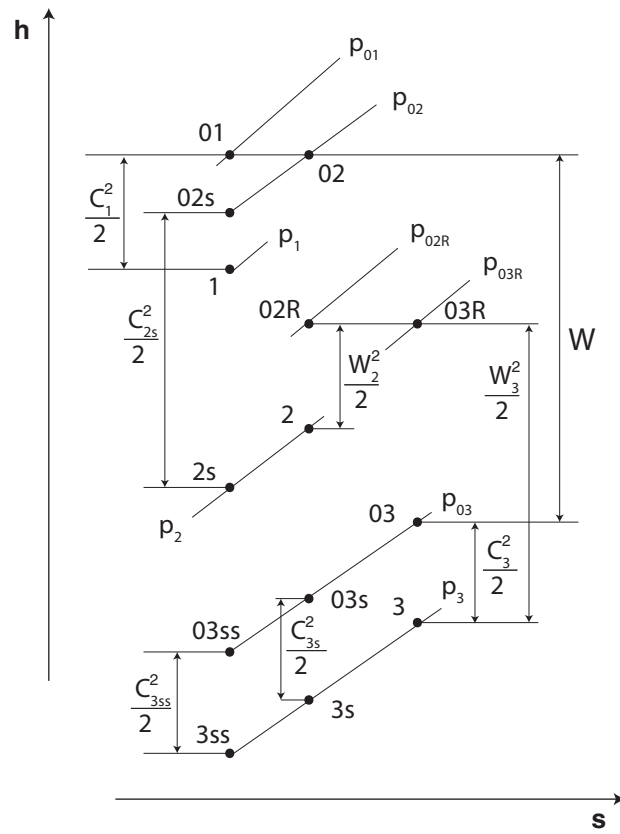 h
p₀₁
01
p₀₂
02
02s
C₁²/2
p₁
1
p₀₂R
02R
p₀₃R
03R
C₂s²/2
W
W₂²/2
W₃²/2
2
2s
p₂
03
p₀₃
C₃²/2
03s
3
p₃
03ss
C₃s²/2
C₃ss²/2
3s
3ss
s